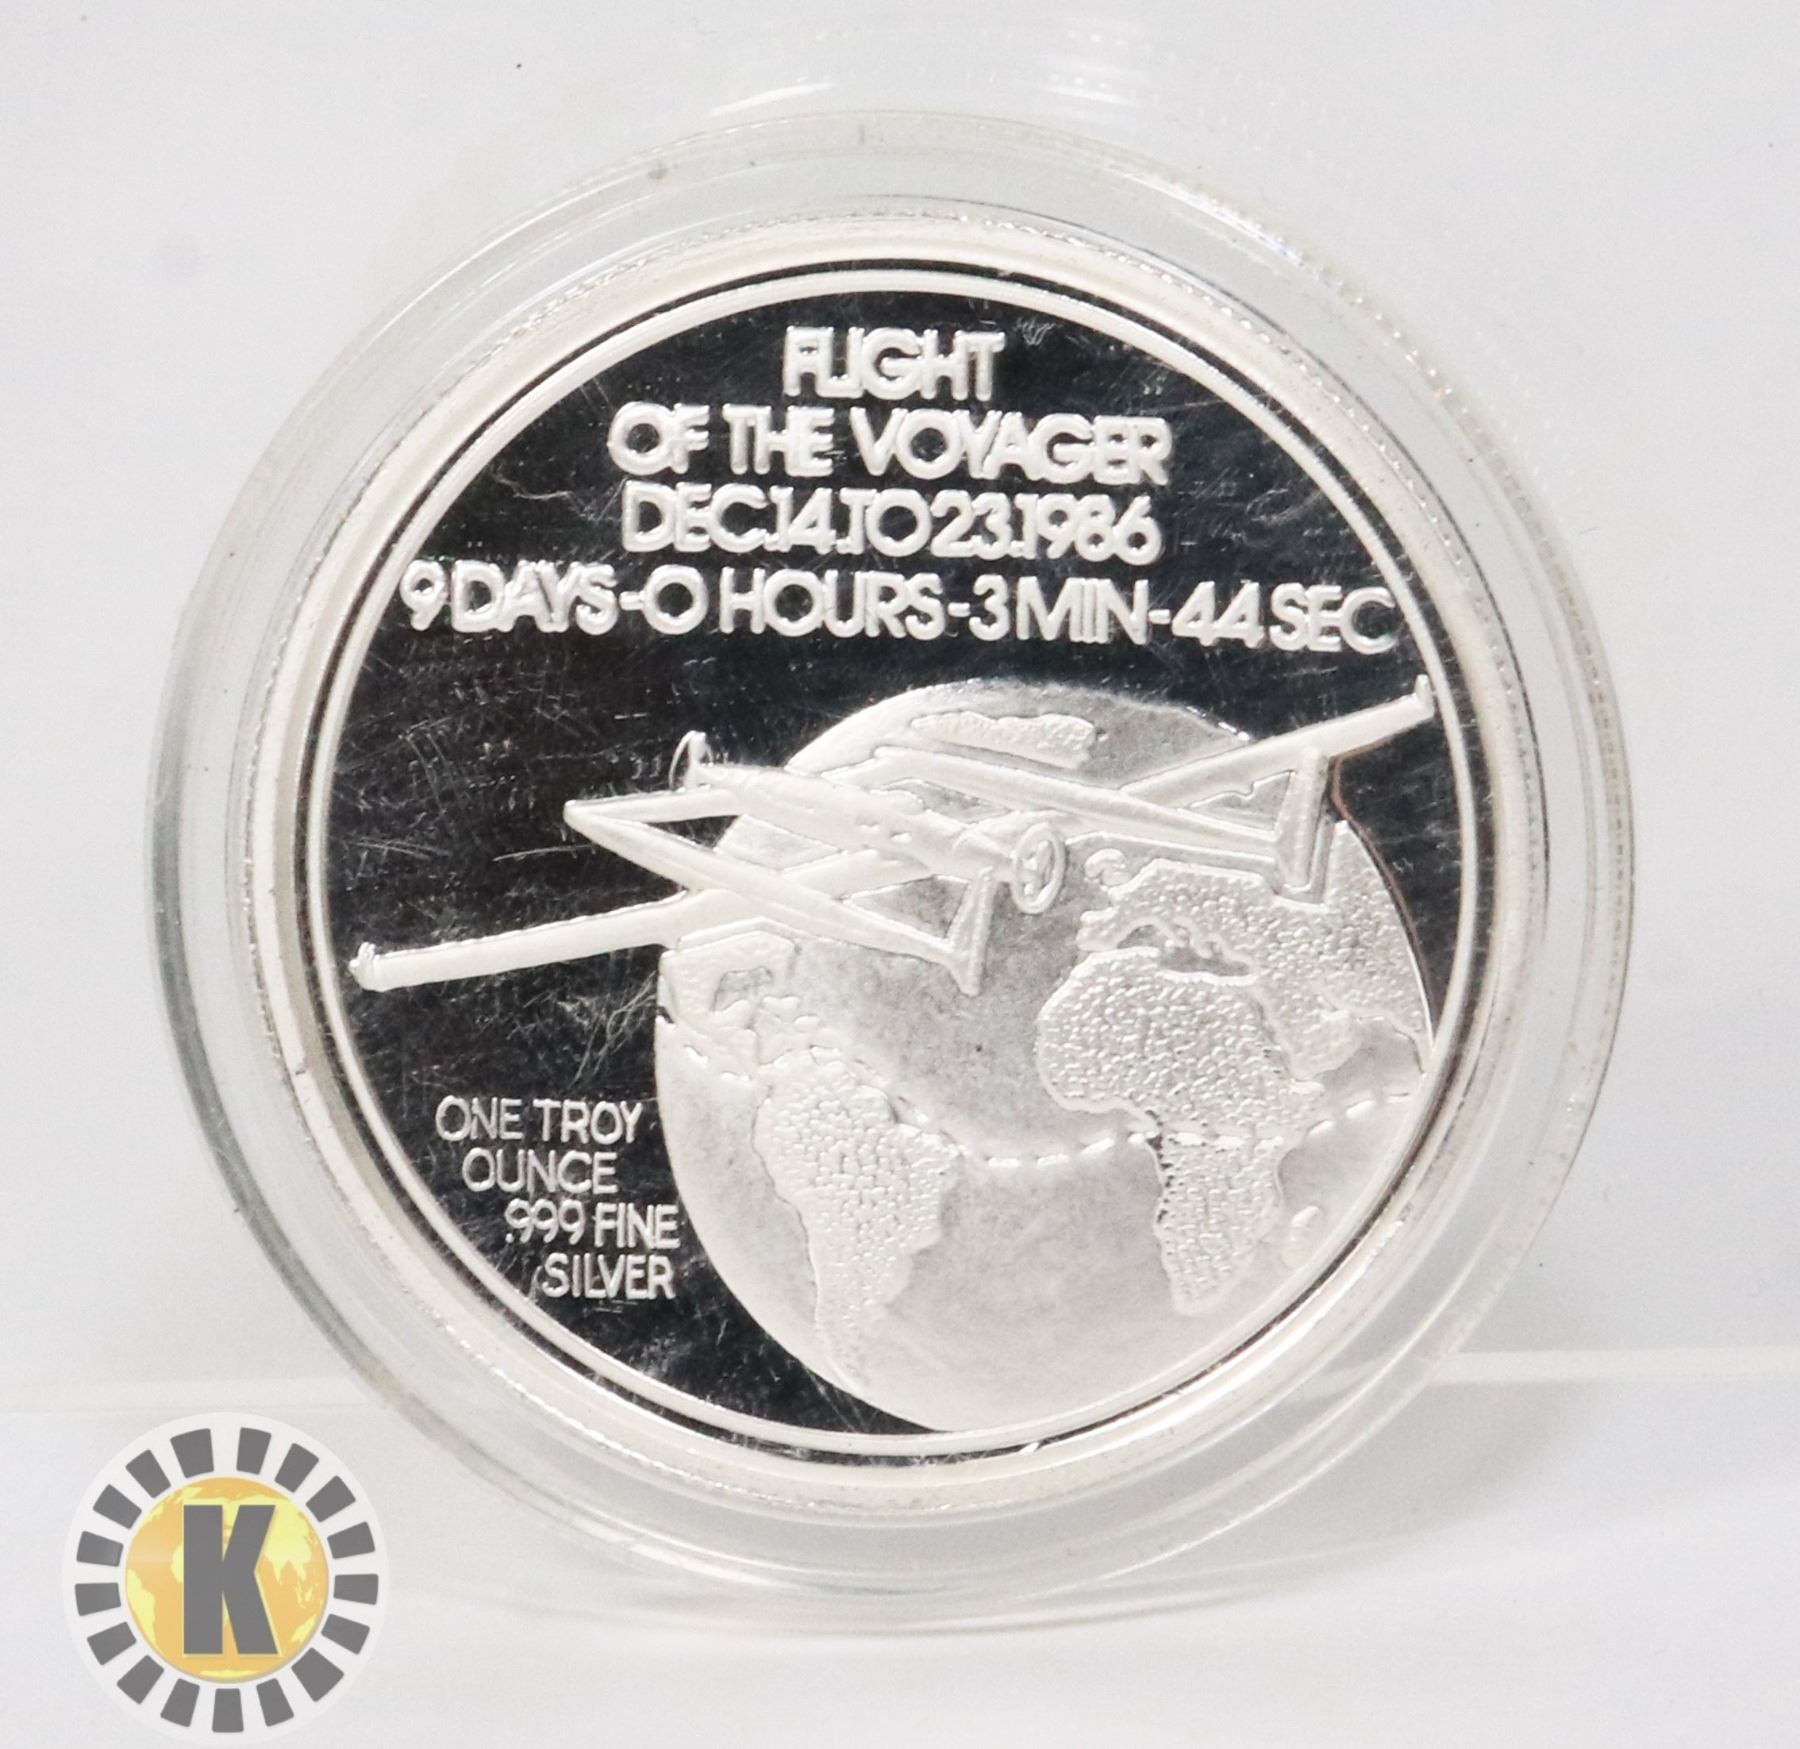 FLIGHT
OF THE VOYAGER
DEC.14.TO 23.1986
9 DAYS-0 HOURS-3 MIN-44 SEC
ONE TROY
OUNCE
.999 FINE
SILVER
K